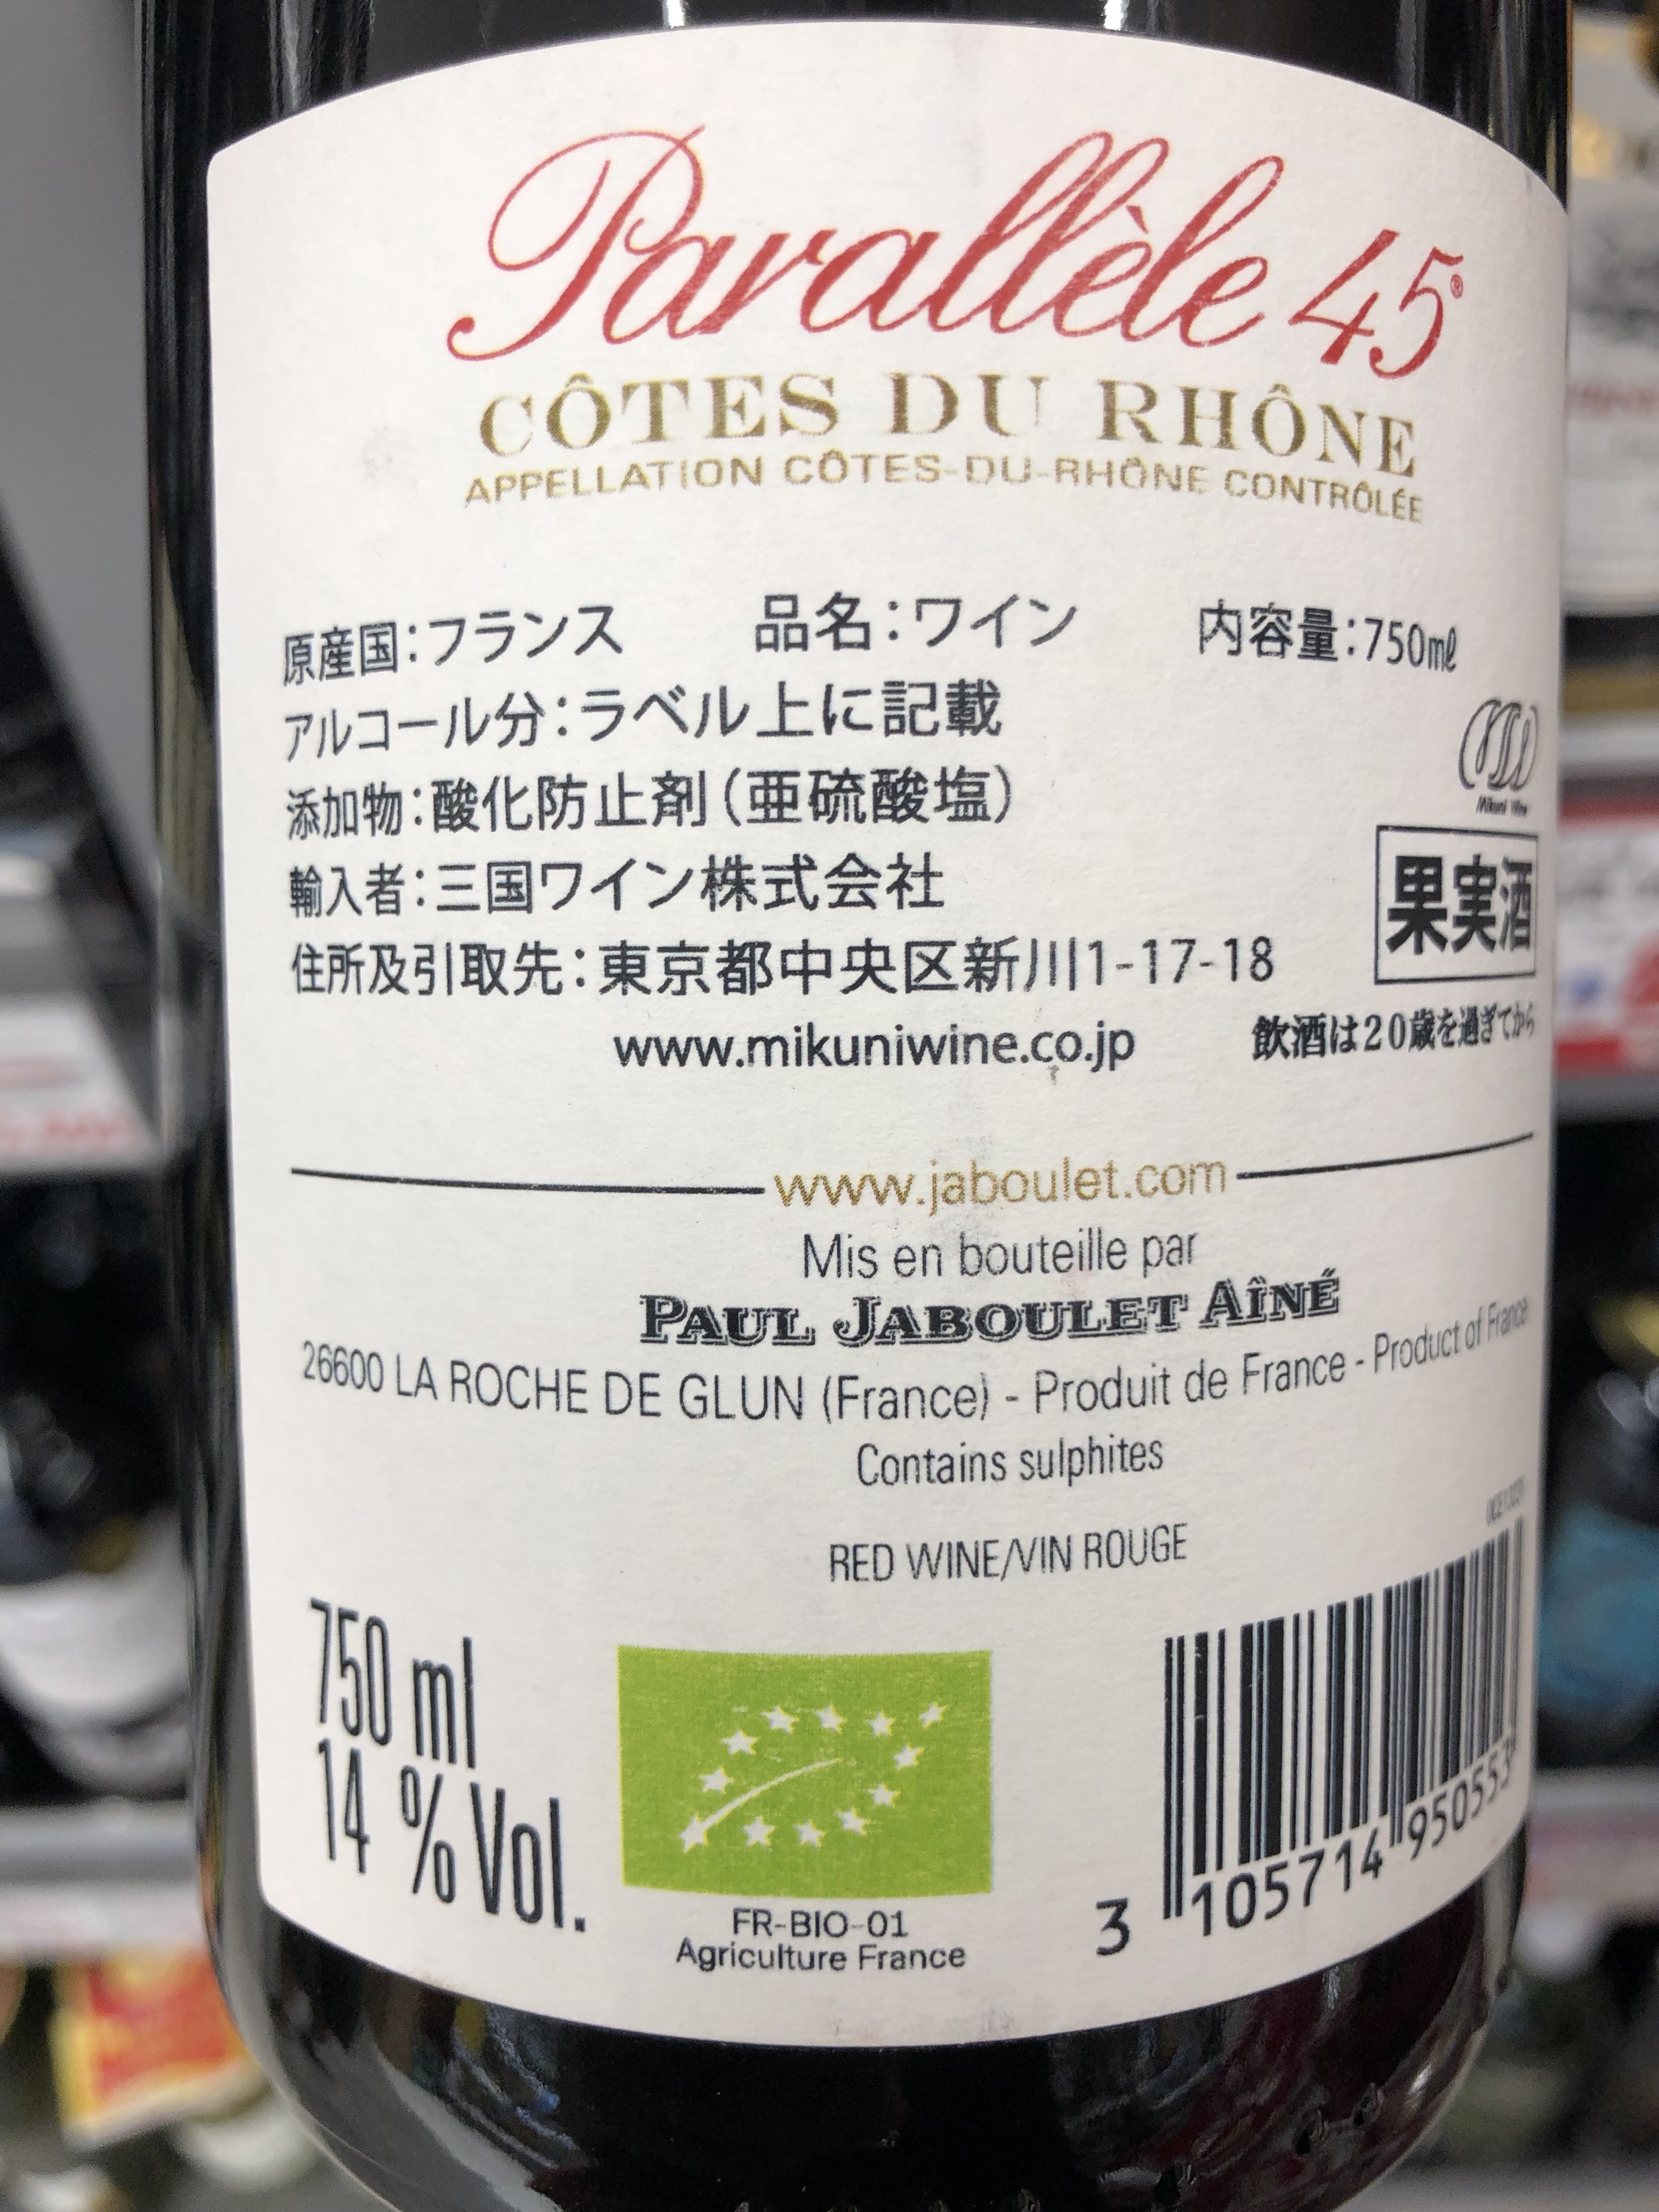 Parallèle 45®
CÔTES DU RHÔNE
APPELLATION CÔTES-DU-RHÔNE CONTRÔLÉE
原産国:フランス 品名:ワイン 内容量:750㎖
アルコール分:ラベル上に記載
添加物:酸化防止剤(亜硫酸塩)
Mikuni Wine
輸入者:三国ワイン株式会社
果実酒
住所及引取先:東京都中央区新川1-17-18
www.mikuniwine.co.jp 飲酒は20歳を過ぎてから
www.jaboulet.com
Mis en bouteille par
PAUL JABOULET AÎNÉ
26600 LA ROCHE DE GLUN (France) - Produit de France - Product of France
Contains sulphites
RED WINE/VIN ROUGE
750 ml
14 % Vol.
FR-BIO-01
Agriculture France
3 105714 950553